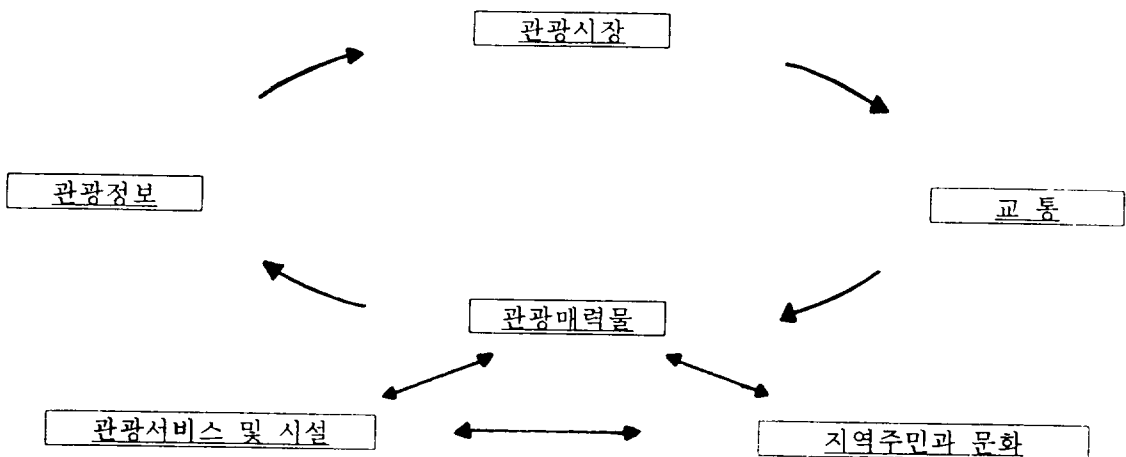 관광시장
관광정보
교 통
관광매력물
관광서비스 및 시설
지역주민과 문화